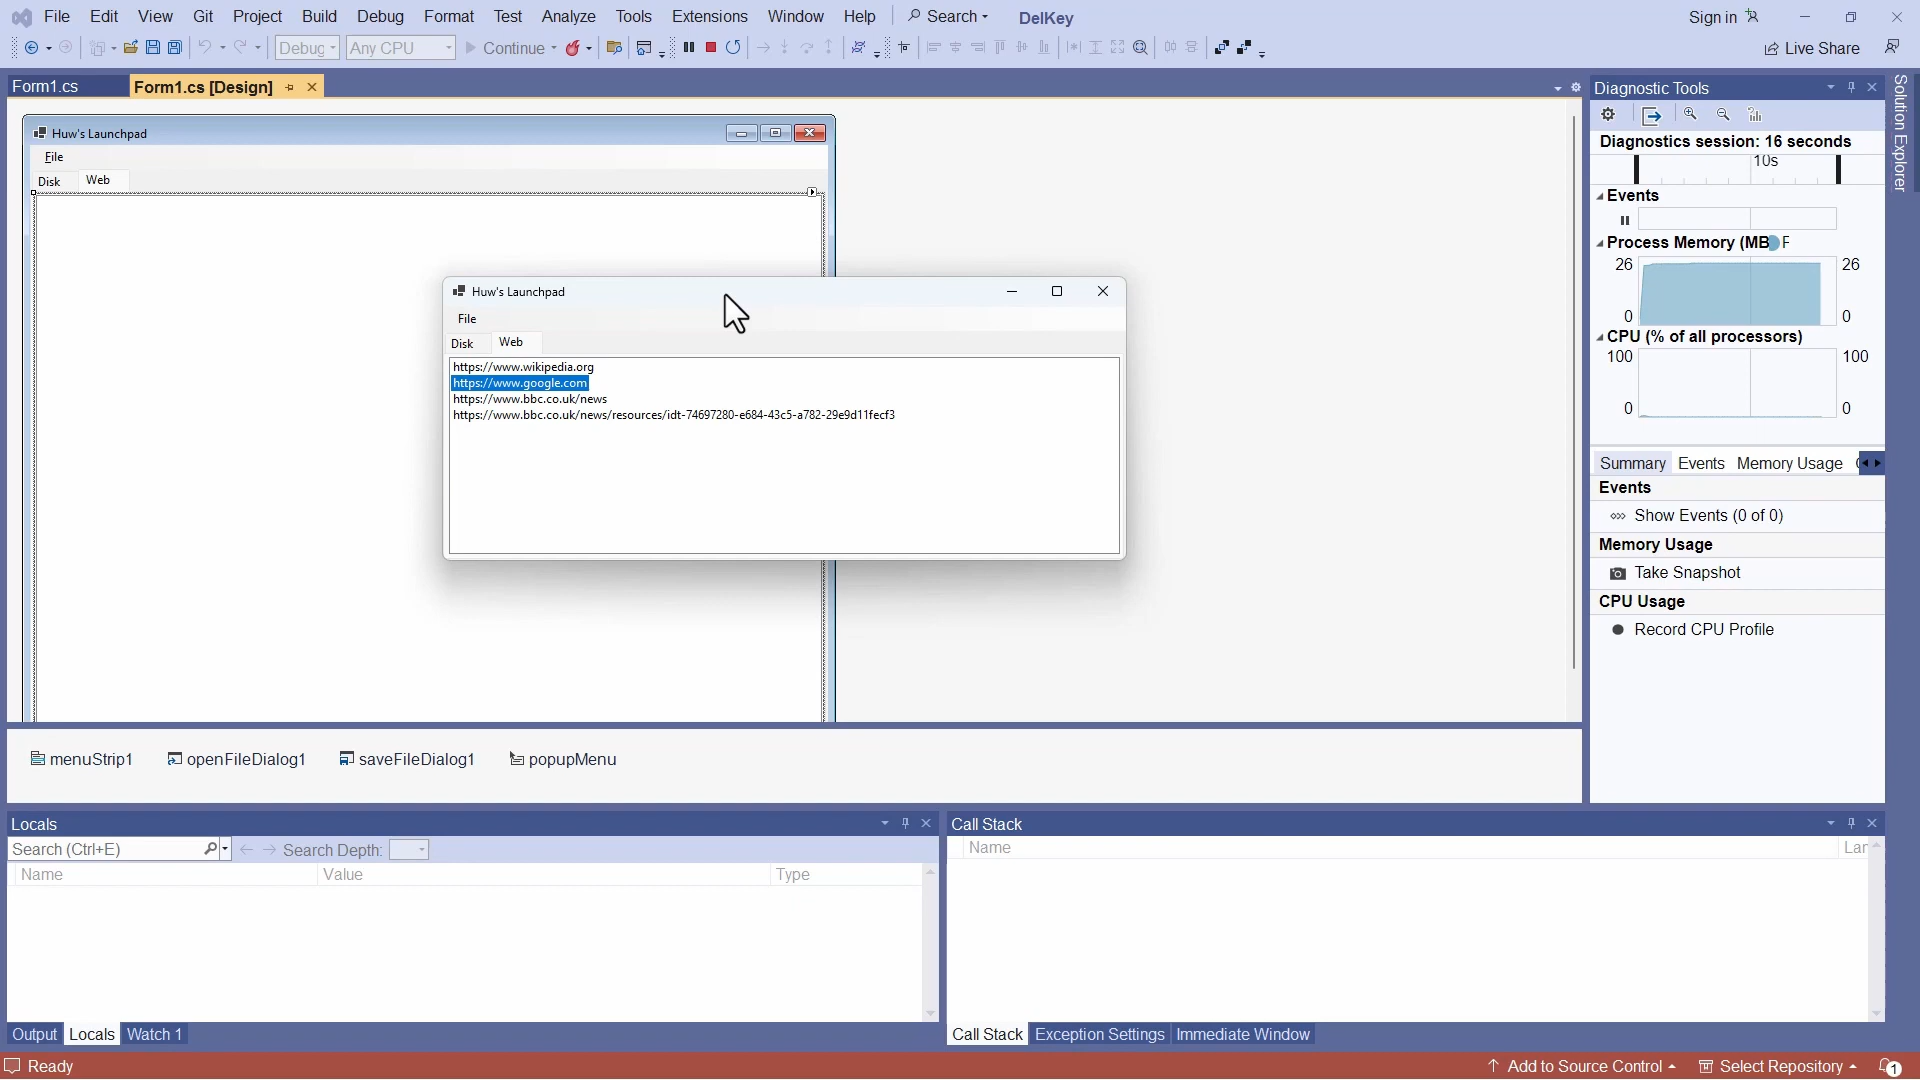 File Edit View Git Project Build Debug Format Test Analyze Tools Extensions Window Help Search DelKey Sign in
Debug Any CPU Continue Live Share
Form1.cs Form1.cs [Design]
Huw's Launchpad
File
Disk Web
Huw's Launchpad
File
Disk Web
https://www.wikipedia.org
https://www.google.com
https://www.bbc.co.uk/news
https://www.bbc.co.uk/news/resources/idt-74697280-e684-43c5-a782-29e9d11fecf3
menuStrip1 openFileDialog1 saveFileDialog1 popupMenu
Diagnostic Tools
Diagnostics session: 16 seconds
10s
Events
Process Memory (MB F
26 26
0 0
CPU (% of all processors)
100 100
0 0
Summary Events Memory Usage
Events
Show Events (0 of 0)
Memory Usage
Take Snapshot
CPU Usage
Record CPU Profile
Solution Explorer
Locals
Search (Ctrl+E) Search Depth:
Name Value Type
Output Locals Watch 1
Call Stack
Name Lar
Call Stack Exception Settings Immediate Window
Ready Add to Source Control Select Repository 1